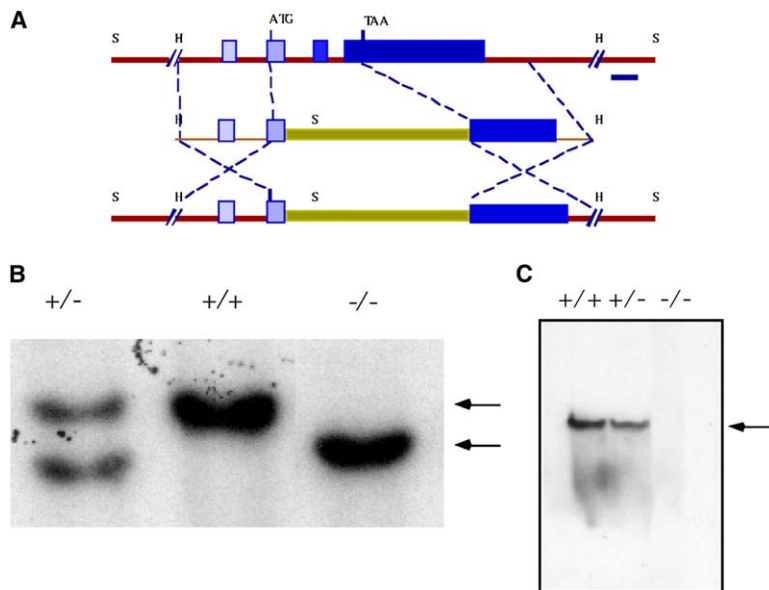 A
ATG TAA
S H H S
H S H
S H S H S
B
+/- +/+ -/-
C
+/+ +/- -/-